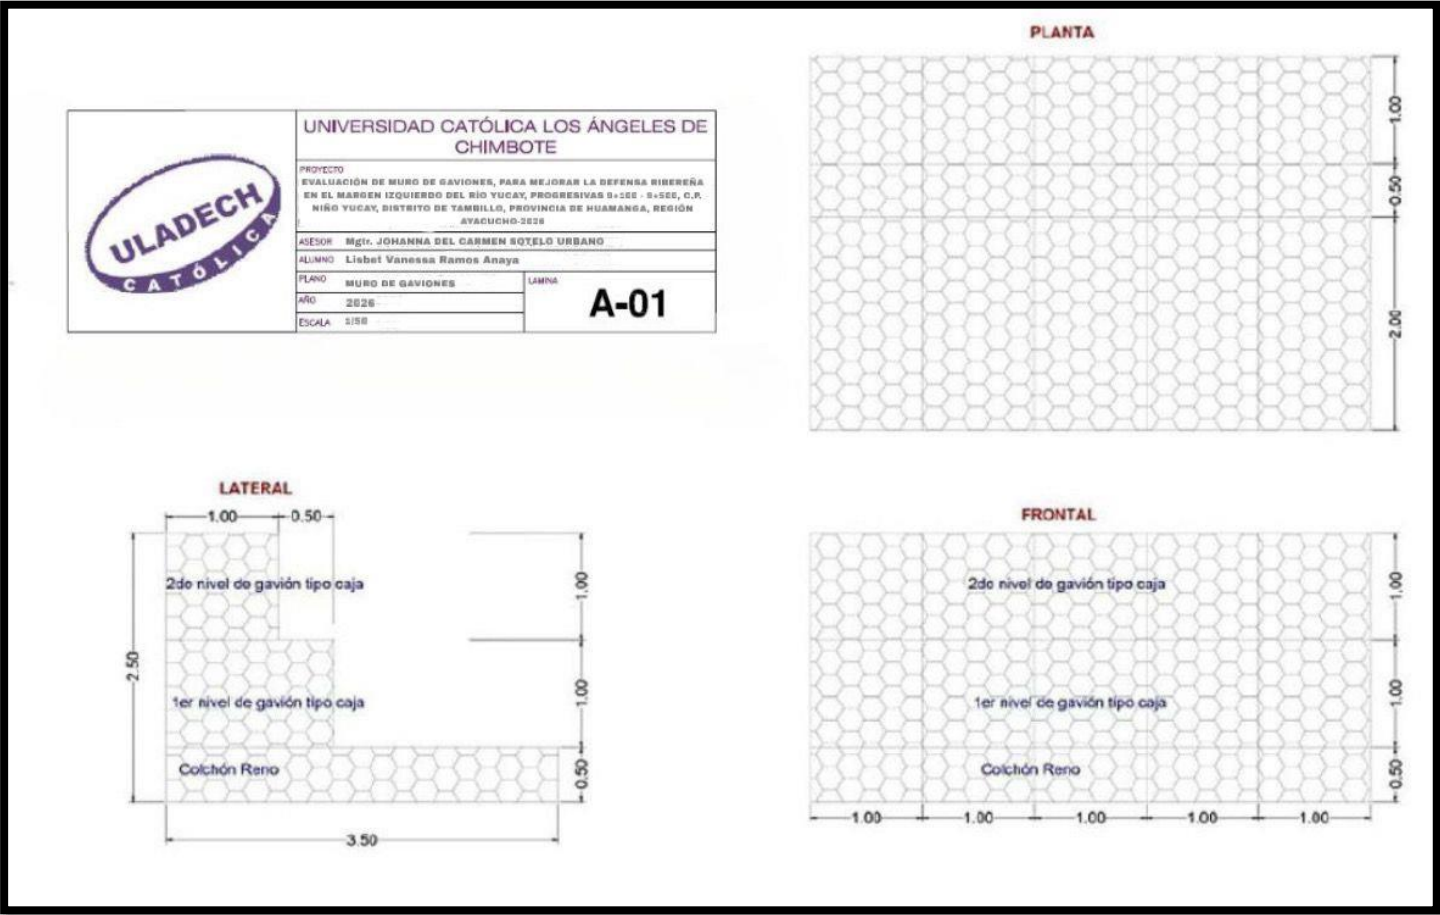 UNIVERSIDAD CATÓLICA LOS ÁNGELES DE
CHIMBOTE
PROYECTO
EVALUACIÓN DE MURO DE GAVIONES, PARA MEJORAR LA DEFENSA RIBEREÑA
EN EL MARGEN IZQUIERDO DEL RÍO YUCAY, PROGRESIVAS C.P.
NIÑO YUCAY, DISTRITO DE TAMBILLO, PROVINCIA DE HUAMANGA, REGIÓN
AYACUCHO-2026
ASESOR Mgtr. JOHANNA DEL CARMEN SOTELO URBANO
ALUMNO Lisbet Vanessa Ramos Anaya
PLANO MURO DE GAVIONES
AÑO 2026
ESCALA 1/50
LAMINA
A-01
ULADECH
CATÓLICA
PLANTA
1.00
0.50
2.00
LATERAL
1.00 0.50
2do nivel de gavión tipo caja
1er nivel de gavión tipo caja
Colchón Reno
2.50
1.00
1.00
0.50
3.50
FRONTAL
2do nivel de gavión tipo caja
1er nivel de gavión tipo caja
Colchón Reno
1.00
1.00
0.50
1.00 1.00 1.00 1.00 1.00